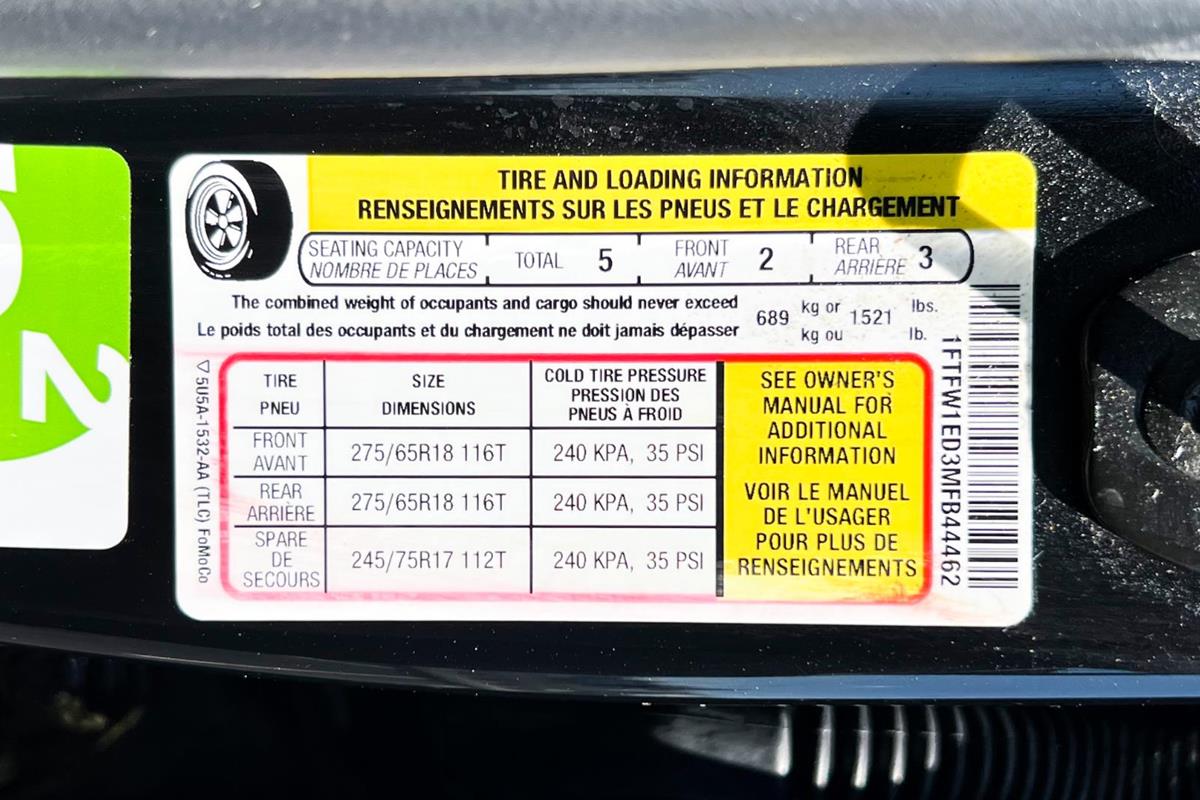 TIRE AND LOADING INFORMATION
RENSEIGNEMENTS SUR LES PNEUS ET LE CHARGEMENT
SEATING CAPACITY
NOMBRE DE PLACES
TOTAL 5
FRONT
AVANT 2
REAR
ARRIÈRE 3
The combined weight of occupants and cargo should never exceed 689 kg or 1521 lbs.
Le poids total des occupants et du chargement ne doit jamais dépasser kg ou lb.
TIRE
PNEU
SIZE
DIMENSIONS
COLD TIRE PRESSURE
PRESSION DES
PNEUS À FROID
FRONT
AVANT
275/65R18 116T
240 KPA, 35 PSI
REAR
ARRIÈRE
275/65R18 116T
240 KPA, 35 PSI
SPARE
DE
SECOURS
245/75R17 112T
240 KPA, 35 PSI
SEE OWNER'S
MANUAL FOR
ADDITIONAL
INFORMATION
VOIR LE MANUEL
DE L'USAGER
POUR PLUS DE
RENSEIGNEMENTS
5U5A-1532-AA (TLC) FoMoCo
1FTFW1ED3MFB44462
2